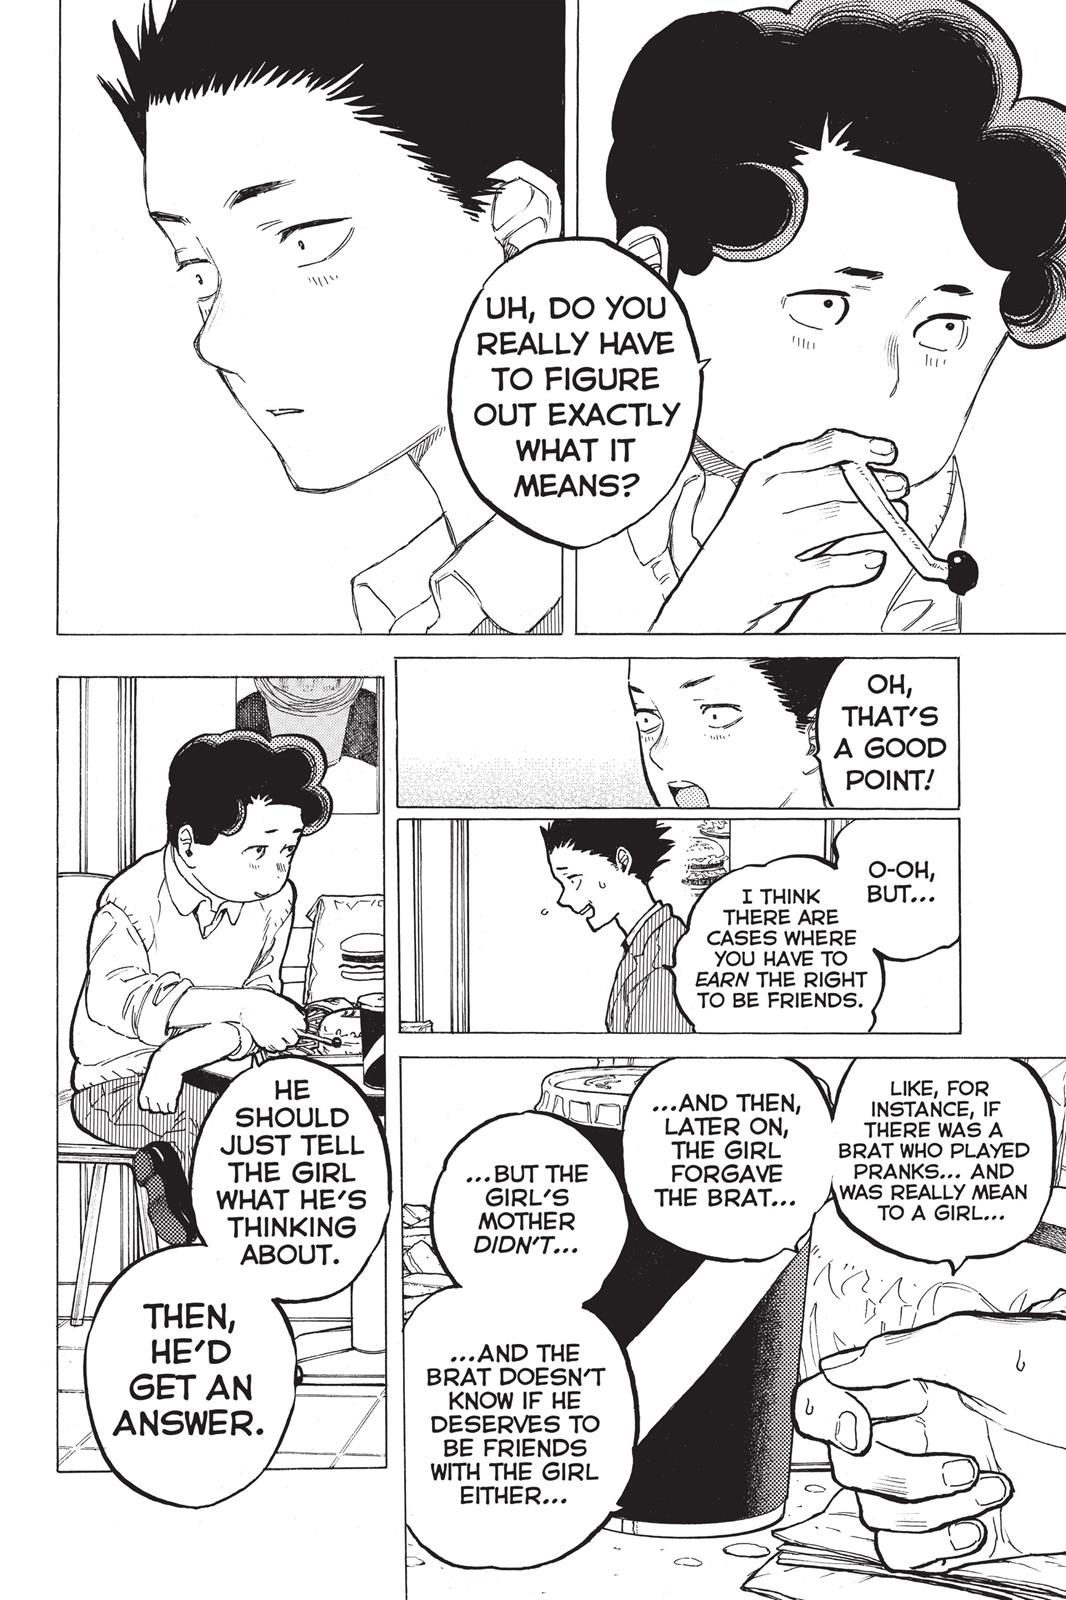 UH, DO YOU
REALLY HAVE
TO FIGURE
OUT EXACTLY
WHAT IT
MEANS?
OH,
THAT'S
A GOOD
POINT!
O-OH,
BUT...
I THINK
THERE ARE
CASES WHERE
YOU HAVE TO
EARN THE RIGHT
TO BE FRIENDS.
LIKE, FOR
INSTANCE, IF
THERE WAS A
BRAT WHO PLAYED
PRANKS... AND
WAS REALLY MEAN
TO A GIRL...
...AND THEN,
LATER ON,
THE GIRL
FORGAVE
THE BRAT...
...BUT THE
GIRL'S
MOTHER
DIDN'T...
...AND THE
BRAT DOESN'T
KNOW IF HE
DESERVES TO
BE FRIENDS
WITH THE GIRL
EITHER...
HE
SHOULD
JUST TELL
THE GIRL
WHAT HE'S
THINKING
ABOUT.
THEN,
HE'D
GET AN
ANSWER.